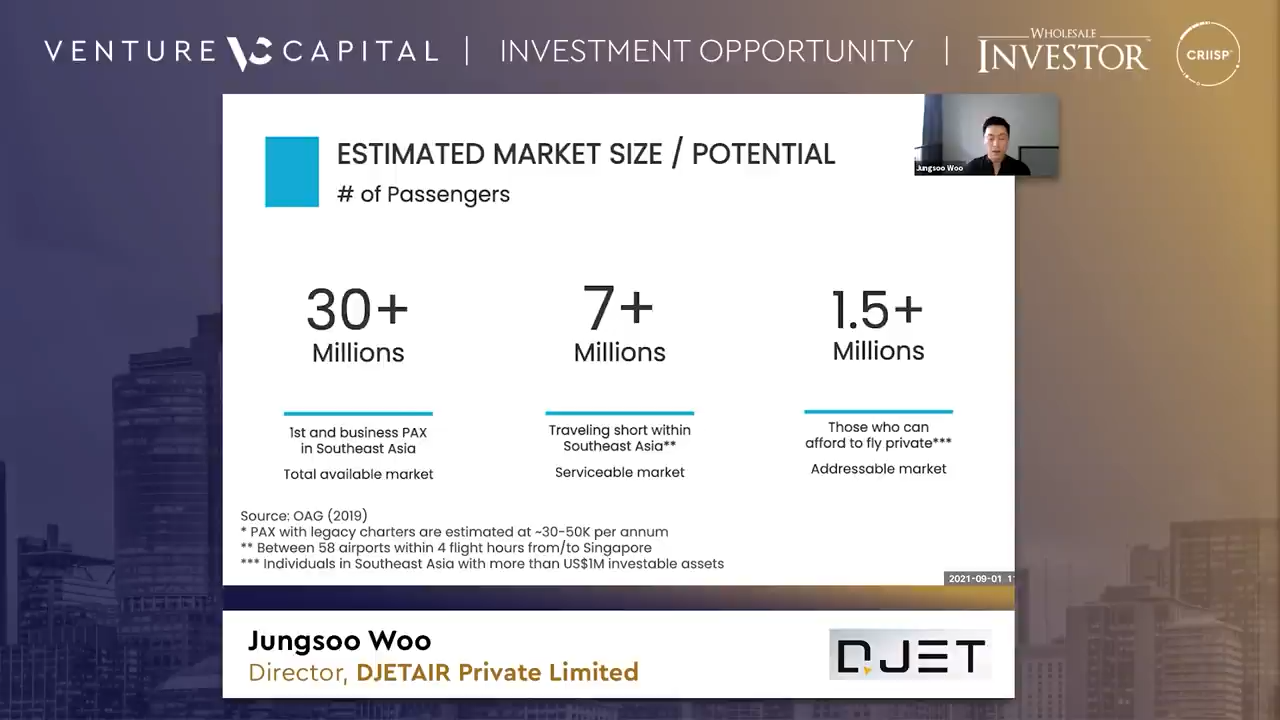 VENTURE VC CAPITAL | INVESTMENT OPPORTUNITY | WHOLESALE INVESTOR CRIISP
ESTIMATED MARKET SIZE / POTENTIAL
# of Passengers
Jungsoo Woo
30+
Millions
1st and business PAX
in Southeast Asia
Total available market
7+
Millions
Traveling short within
Southeast Asia**
Serviceable market
1.5+
Millions
Those who can
afford to fly private***
Addressable market
Source: OAG (2019)
* PAX with legacy charters are estimated at ~30-50K per annum
** Between 58 airports within 4 flight hours from/to Singapore
*** Individuals in Southeast Asia with more than US$1M investable assets
2021-09-01
Jungsoo Woo
Director, DJETAIR Private Limited
DJET